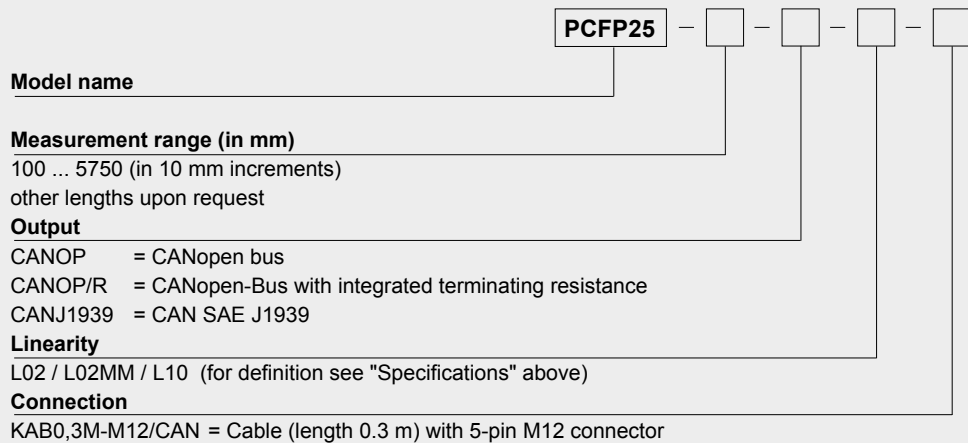 PCFP25 – – – –
Model name
Measurement range (in mm)
100 ... 5750 (in 10 mm increments)
other lengths upon request
Output
CANOP = CANopen bus
CANOP/R = CANopen-Bus with integrated terminating resistance
CANJ1939 = CAN SAE J1939
Linearity
L02 / L02MM / L10 (for definition see "Specifications" above)
Connection
KAB0,3M-M12/CAN = Cable (length 0.3 m) with 5-pin M12 connector